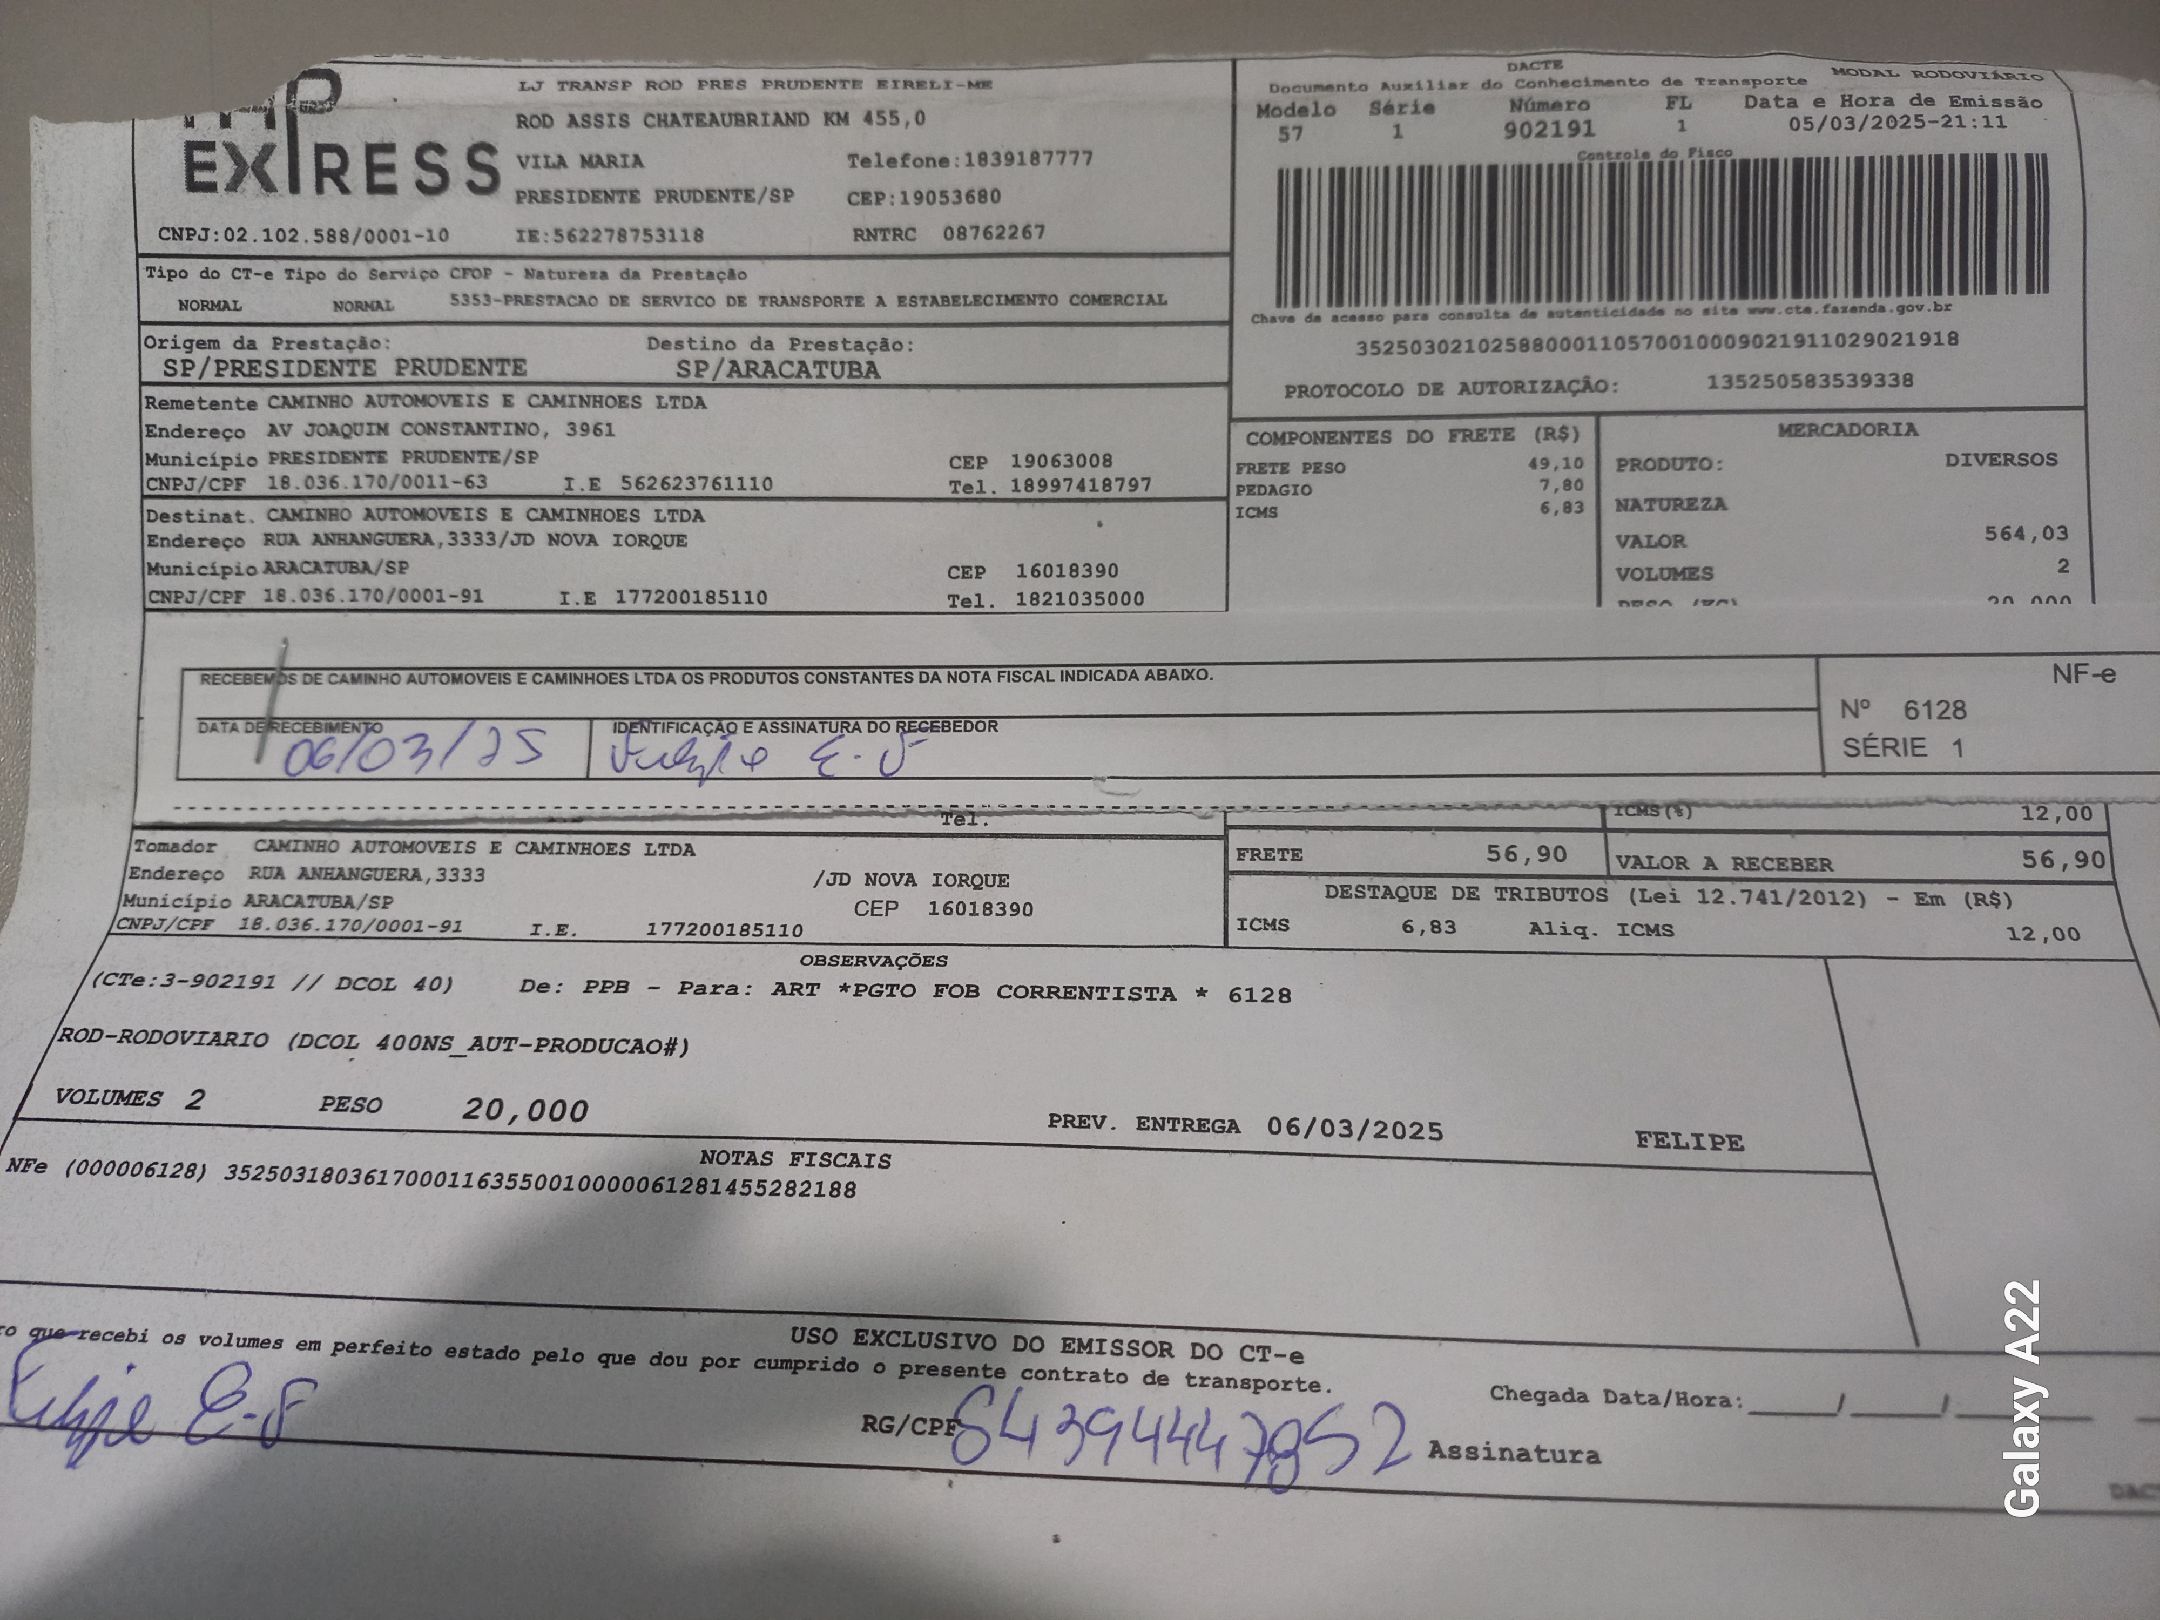 EXPRESS
LJ TRANSP ROD PRES PRUDENTE EIRELI-ME
ROD ASSIS CHATEAUBRIAND KM 455,0
VILA MARIA Telefone:1839187777
PRESIDENTE PRUDENTE/SP CEP:19053680
CNPJ:02.102.588/0001-10 IE:562278753118 RNTRC 08762267
DACTE
Documento Auxiliar do Conhecimento de Transporte MODAL RODOVIÁRIO
Modelo Série Número FL Data e Hora de Emissão
57 1 902191 1 05/03/2025-21:11
Controle do Fisco
Chave de acesso para consulta de autenticidade no site www.cte.fazenda.gov.br
35250302102588000110570010009021911029021918
PROTOCOLO DE AUTORIZAÇÃO: 135250583539338
Tipo do CT-e Tipo do Serviço CFOP - Natureza da Prestação
NORMAL NORMAL 5353-PRESTACAO DE SERVICO DE TRANSPORTE A ESTABELECIMENTO COMERCIAL
Origem da Prestação: Destino da Prestação:
SP/PRESIDENTE PRUDENTE SP/ARACATUBA
Remetente CAMINHO AUTOMOVEIS E CAMINHOES LTDA
Endereço AV JOAQUIM CONSTANTINO, 3961
Município PRESIDENTE PRUDENTE/SP CEP 19063008
CNPJ/CPF 18.036.170/0011-63 I.E 562623761110 Tel. 18997418797
Destinat. CAMINHO AUTOMOVEIS E CAMINHOES LTDA
Endereço RUA ANHANGUERA,3333/JD NOVA IORQUE
Município ARACATUBA/SP CEP 16018390
CNPJ/CPF 18.036.170/0001-91 I.E 177200185110 Tel. 1821035000
COMPONENTES DO FRETE (R$)
FRETE PESO 49,10
PEDAGIO 7,80
ICMS 6,83
MERCADORIA
PRODUTO: DIVERSOS
NATUREZA
VALOR 564,03
VOLUMES 2
PESO (KG) 20,000
RECEBEMOS DE CAMINHO AUTOMOVEIS E CAMINHOES LTDA OS PRODUTOS CONSTANTES DA NOTA FISCAL INDICADA ABAIXO.
NF-e
Nº 6128
SÉRIE 1
DATA DE RECEBIMENTO IDENTIFICAÇÃO E ASSINATURA DO RECEBEDOR
06/03/25 Felipe E.F
Tel.
ICMS(%) 12,00
Tomador CAMINHO AUTOMOVEIS E CAMINHOES LTDA
Endereço RUA ANHANGUERA,3333 /JD NOVA IORQUE
Município ARACATUBA/SP CEP 16018390
CNPJ/CPF 18.036.170/0001-91 I.E. 177200185110
FRETE 56,90 VALOR A RECEBER 56,90
DESTAQUE DE TRIBUTOS (Lei 12.741/2012) - Em (R$)
ICMS 6,83 Aliq. ICMS 12,00
OBSERVAÇÕES
(CTe:3-902191 // DCOL 40) De: PPB - Para: ART *PGTO FOB CORRENTISTA * 6128
ROD-RODOVIARIO (DCOL 400NS_AUT-PRODUCAO#)
VOLUMES 2 PESO 20,000 PREV. ENTREGA 06/03/2025 FELIPE
NOTAS FISCAIS
NFe (000006128) 35250318036170001163550010000061281455282188
USO EXCLUSIVO DO EMISSOR DO CT-e
ro que recebi os volumes em perfeito estado pelo que dou por cumprido o presente contrato de transporte.
Felipe E-F
RG/CPF 54394447852 Assinatura
Chegada Data/Hora:____/____/____
DAC
Galaxy A22